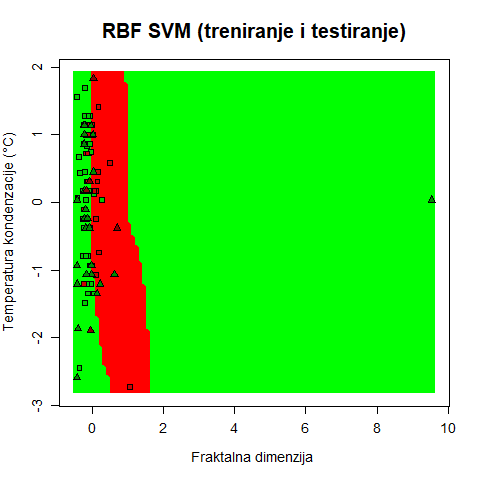 RBF SVM (treniranje i testiranje)
Temperatura kondenzacije (°C)
2
1
0
-1
-2
-3
0 2 4 6 8 10
Fraktalna dimenzija